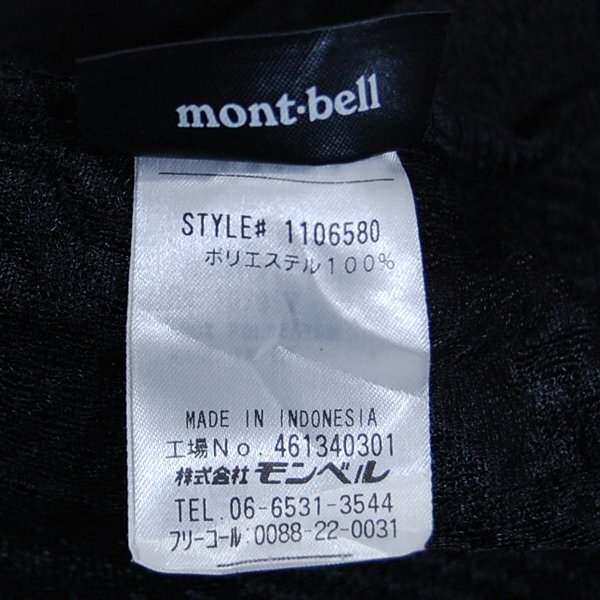 mont-bell
STYLE# 1106580
ポリエステル100%
MADE IN INDONESIA
工場No. 461340301
株式会社 モンベル
TEL. 06-6531-3544
フリーコール:0088-22-0031